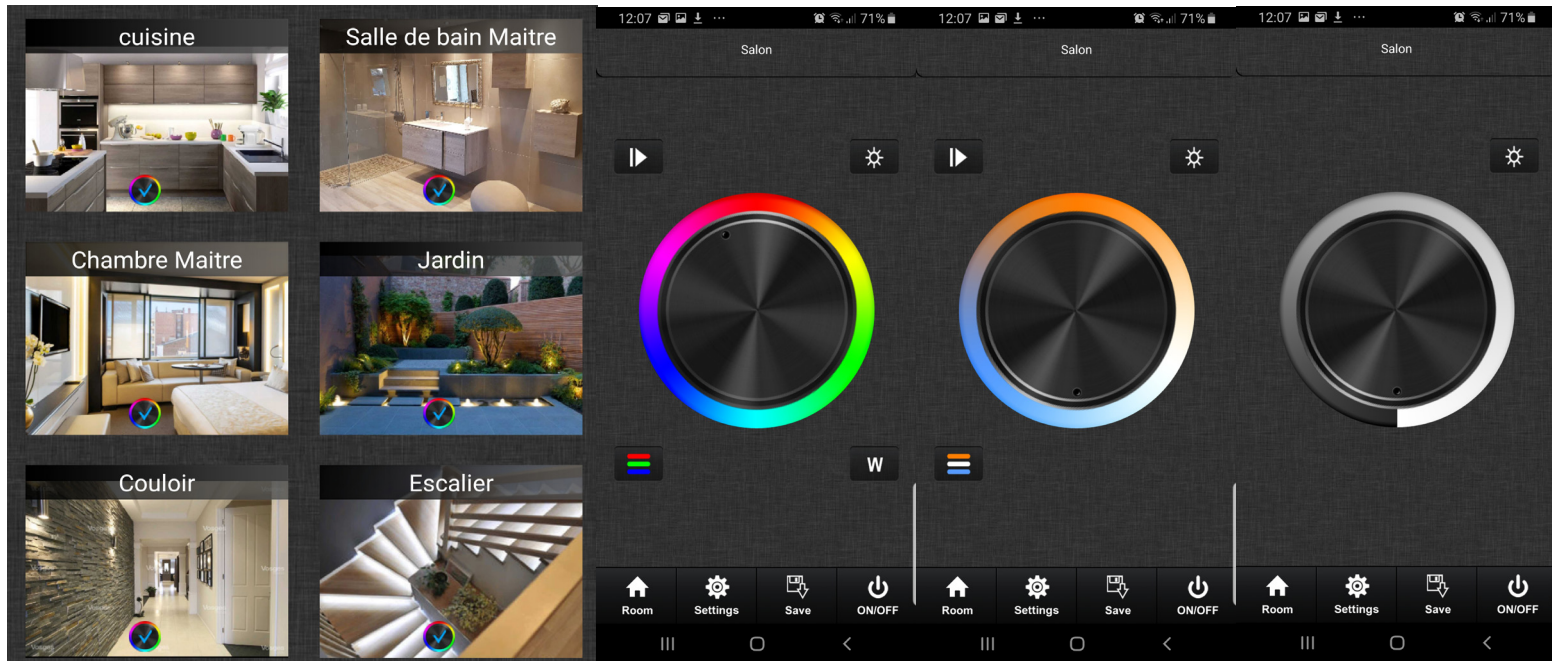 cuisine
Salle de bain Maitre
Chambre Maitre
Jardin
Couloir
Escalier
12:07
71%
Salon
W
Room
Settings
Save
ON/OFF
12:07
71%
Salon
Room
Settings
Save
ON/OFF
12:07
71%
Salon
Room
Settings
Save
ON/OFF